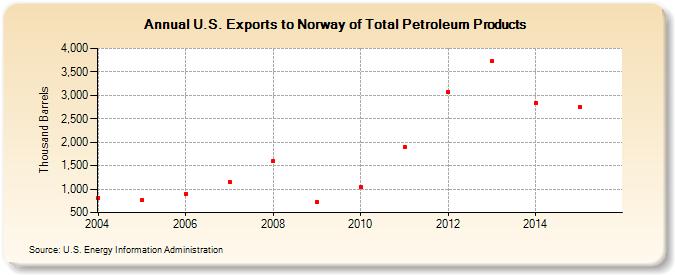 Annual U.S. Exports to Norway of Total Petroleum Products
Thousand Barrels
4,000
3,500
3,000
2,500
2,000
1,500
1,000
500
2004 2006 2008 2010 2012 2014
Source: U.S. Energy Information Administration